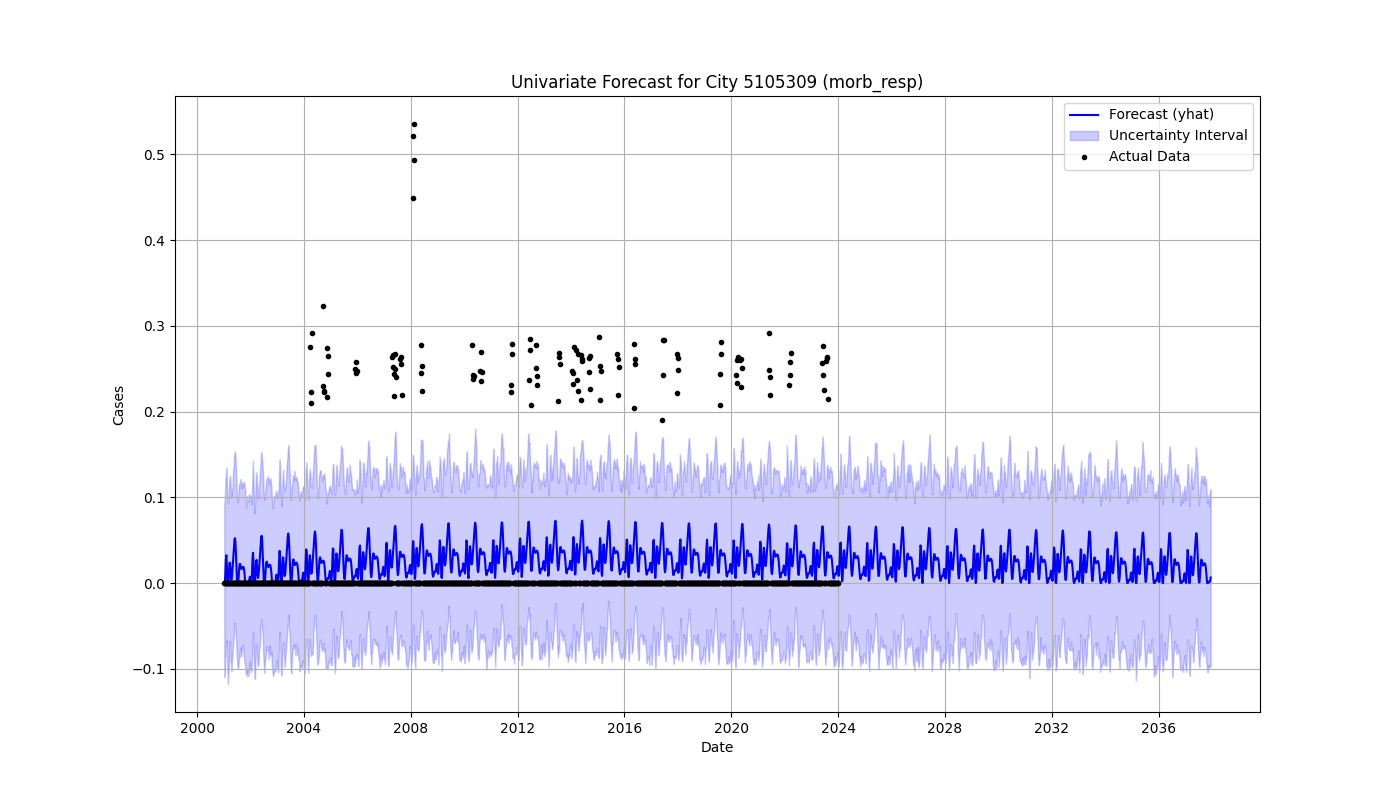 Univariate Forecast for City 5105309 (morb_resp)
Forecast (yhat)
Uncertainty Interval
Actual Data
Cases
0.5
0.4
0.3
0.2
0.1
0.0
−0.1
2000 2004 2008 2012 2016 2020 2024 2028 2032 2036
Date